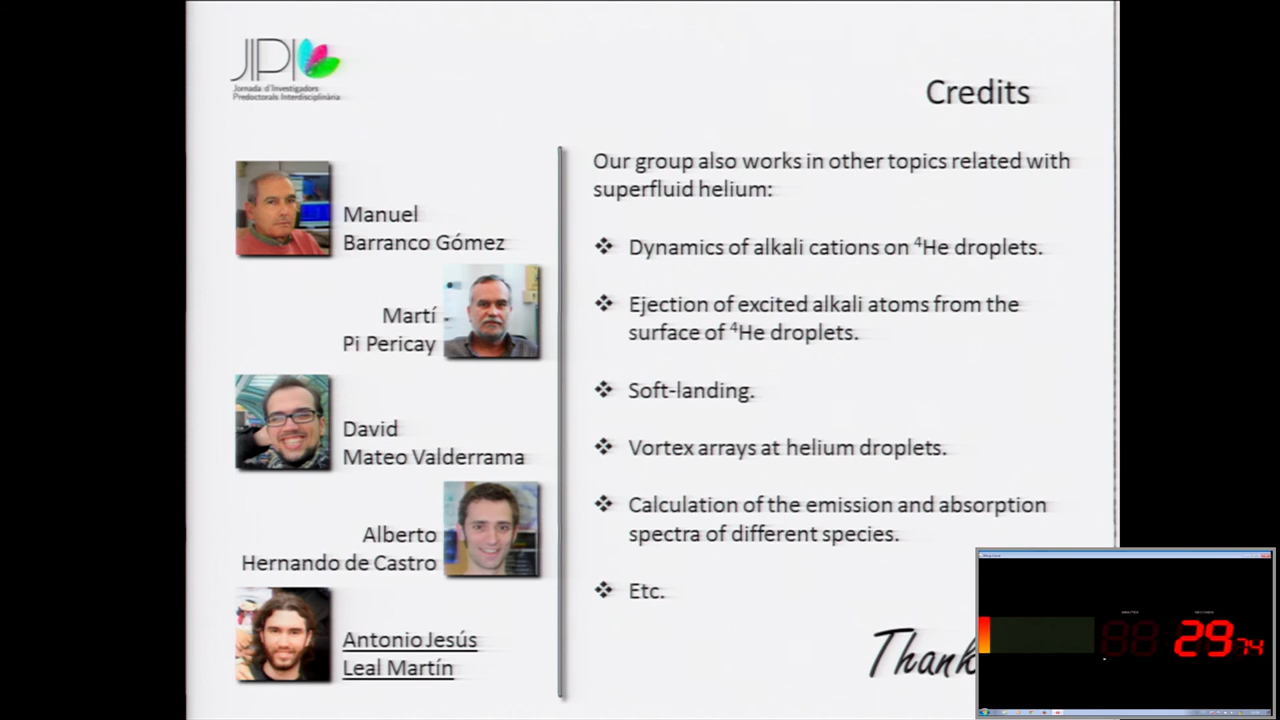 JIPI
Jornada d'Investigadors
Predoctorals Interdisciplinària
Credits
Manuel
Barranco Gómez
Martí
Pi Pericay
David
Mateo Valderrama
Alberto
Hernando de Castro
Antonio Jesús
Leal Martín
Our group also works in other topics related with
superfluid helium:
❖ Dynamics of alkali cations on ⁴He droplets.
❖ Ejection of excited alkali atoms from the
surface of ⁴He droplets.
❖ Soft-landing.
❖ Vortex arrays at helium droplets.
❖ Calculation of the emission and absorption
spectra of different species.
❖ Etc.
Thank
29 74